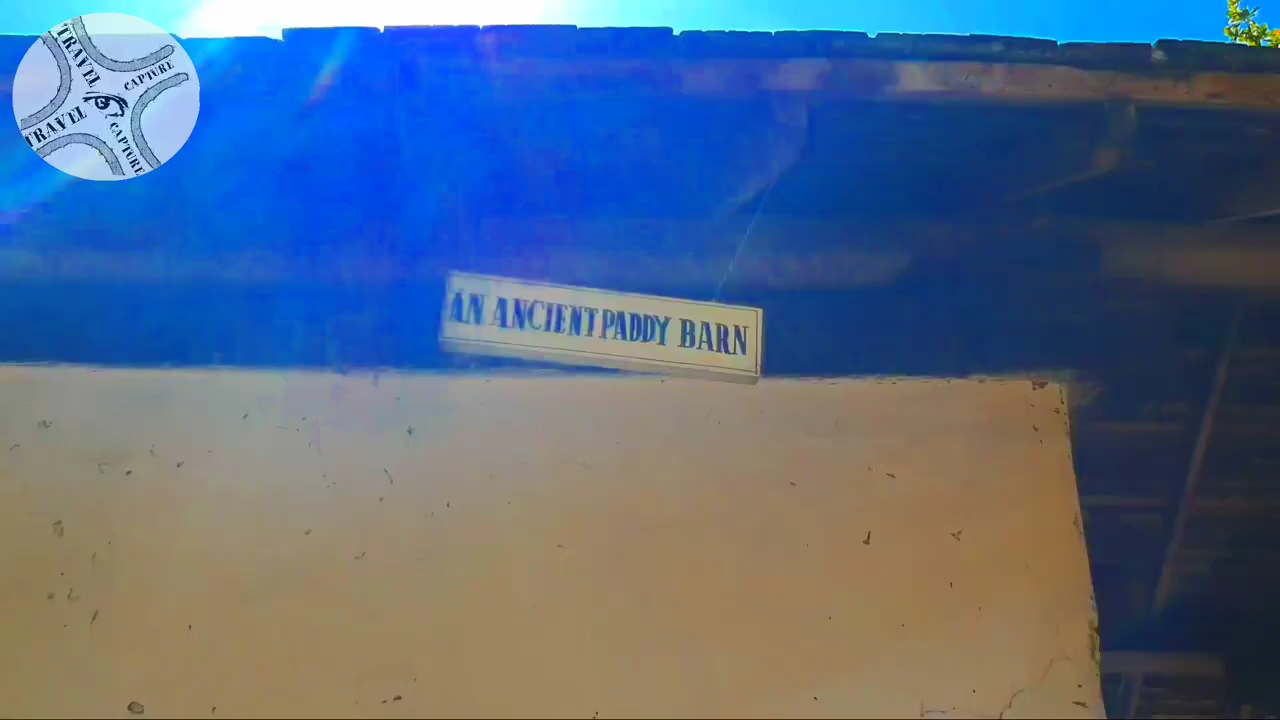 TRAVEL
CAPTURE
TRAVEL
CAPTURE
AN ANCIENT PADDY BARN